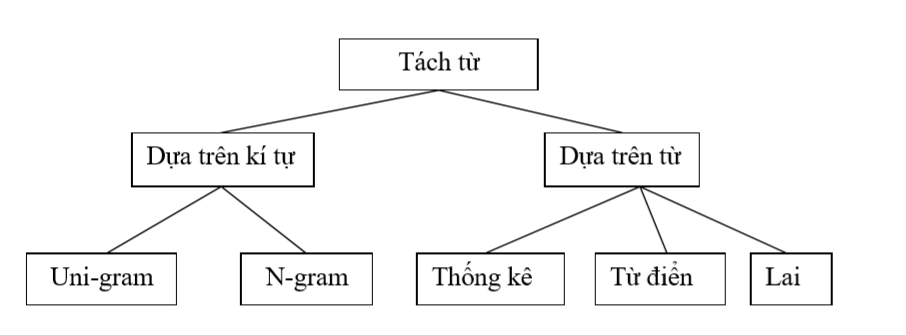 Tách từ
Dựa trên kí tự
Dựa trên từ
Uni-gram
N-gram
Thống kê
Từ điển
Lai